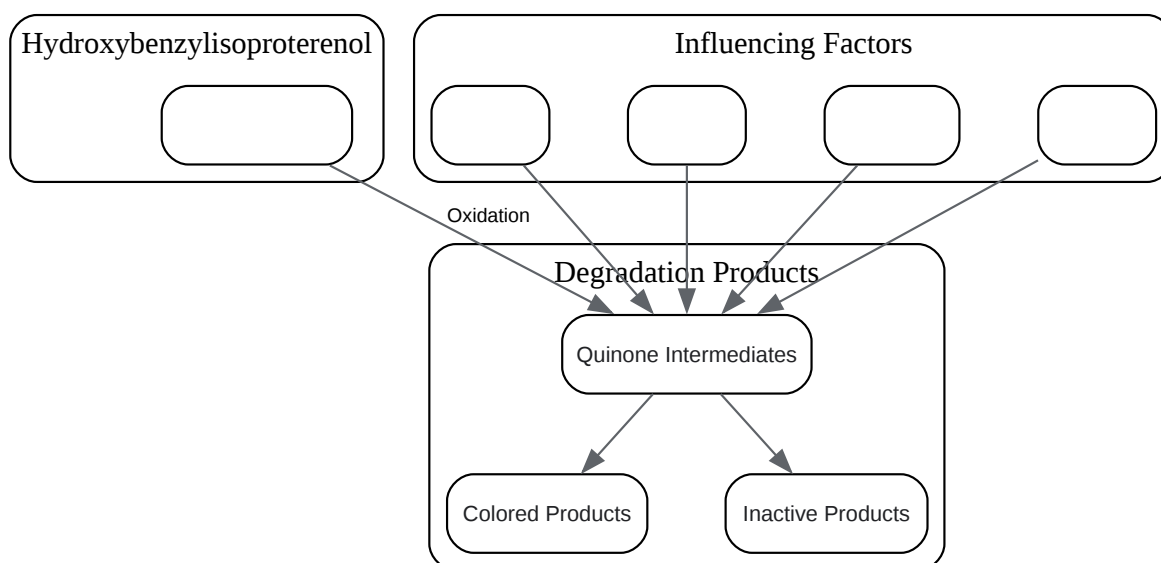 Hydroxybenzylisoproterenol
Influencing Factors
Oxidation
Degradation Products
Quinone Intermediates
Colored Products
Inactive Products